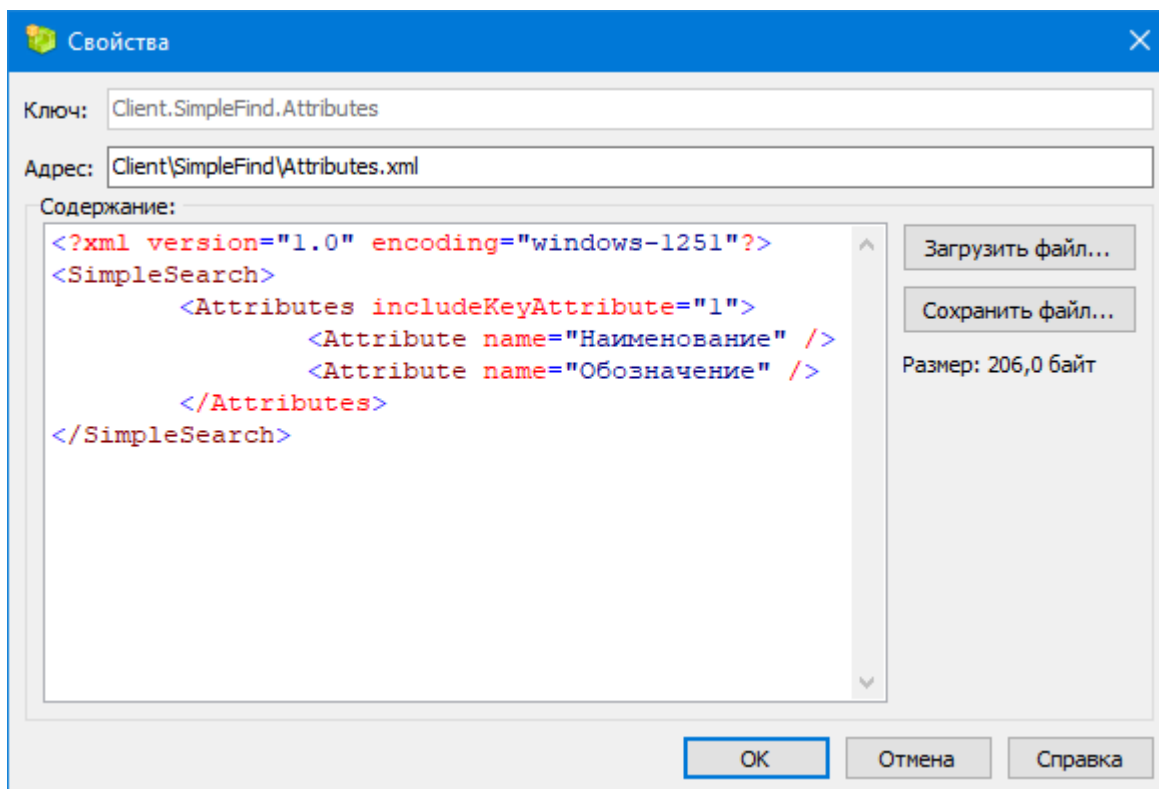 Свойства
Ключ: Client.SimpleFind.Attributes
Адрес: Client\SimpleFind\Attributes.xml
Содержание:
<?xml version="1.0" encoding="windows-1251"?>
<SimpleSearch>
<Attributes includeKeyAttribute="1">
<Attribute name="Наименование" />
<Attribute name="Обозначение" />
</Attributes>
</SimpleSearch>
Загрузить файл...
Сохранить файл...
Размер: 206,0 байт
OK Отмена Справка